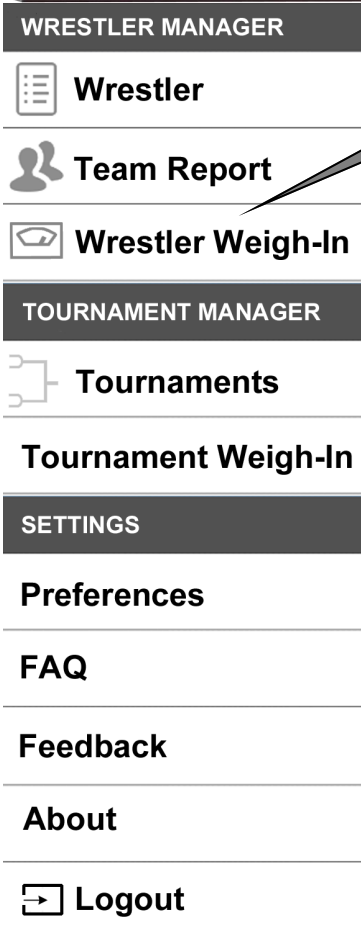 WRESTLER MANAGER
Wrestler
Team Report
Wrestler Weigh-In
TOURNAMENT MANAGER
Tournaments
Tournament Weigh-In
SETTINGS
Preferences
FAQ
Feedback
About
Logout